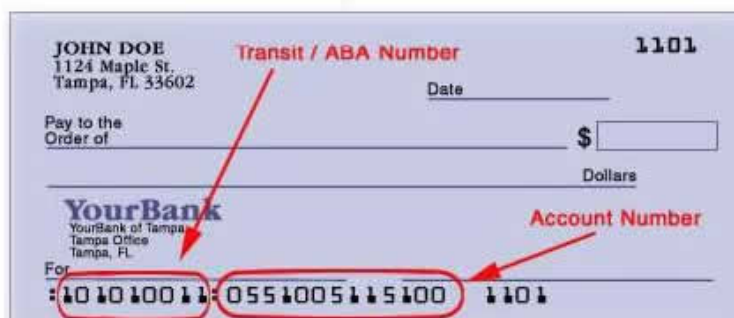 JOHN DOE
1124 Maple St.
Tampa, FL 33602
Transit / ABA Number
1101
Date
Pay to the
Order of
$
Dollars
YourBank
YourBank of Tampa
Tampa Office
Tampa, FL
Account Number
For
⑆101010011⑆ 0551005115100 1101